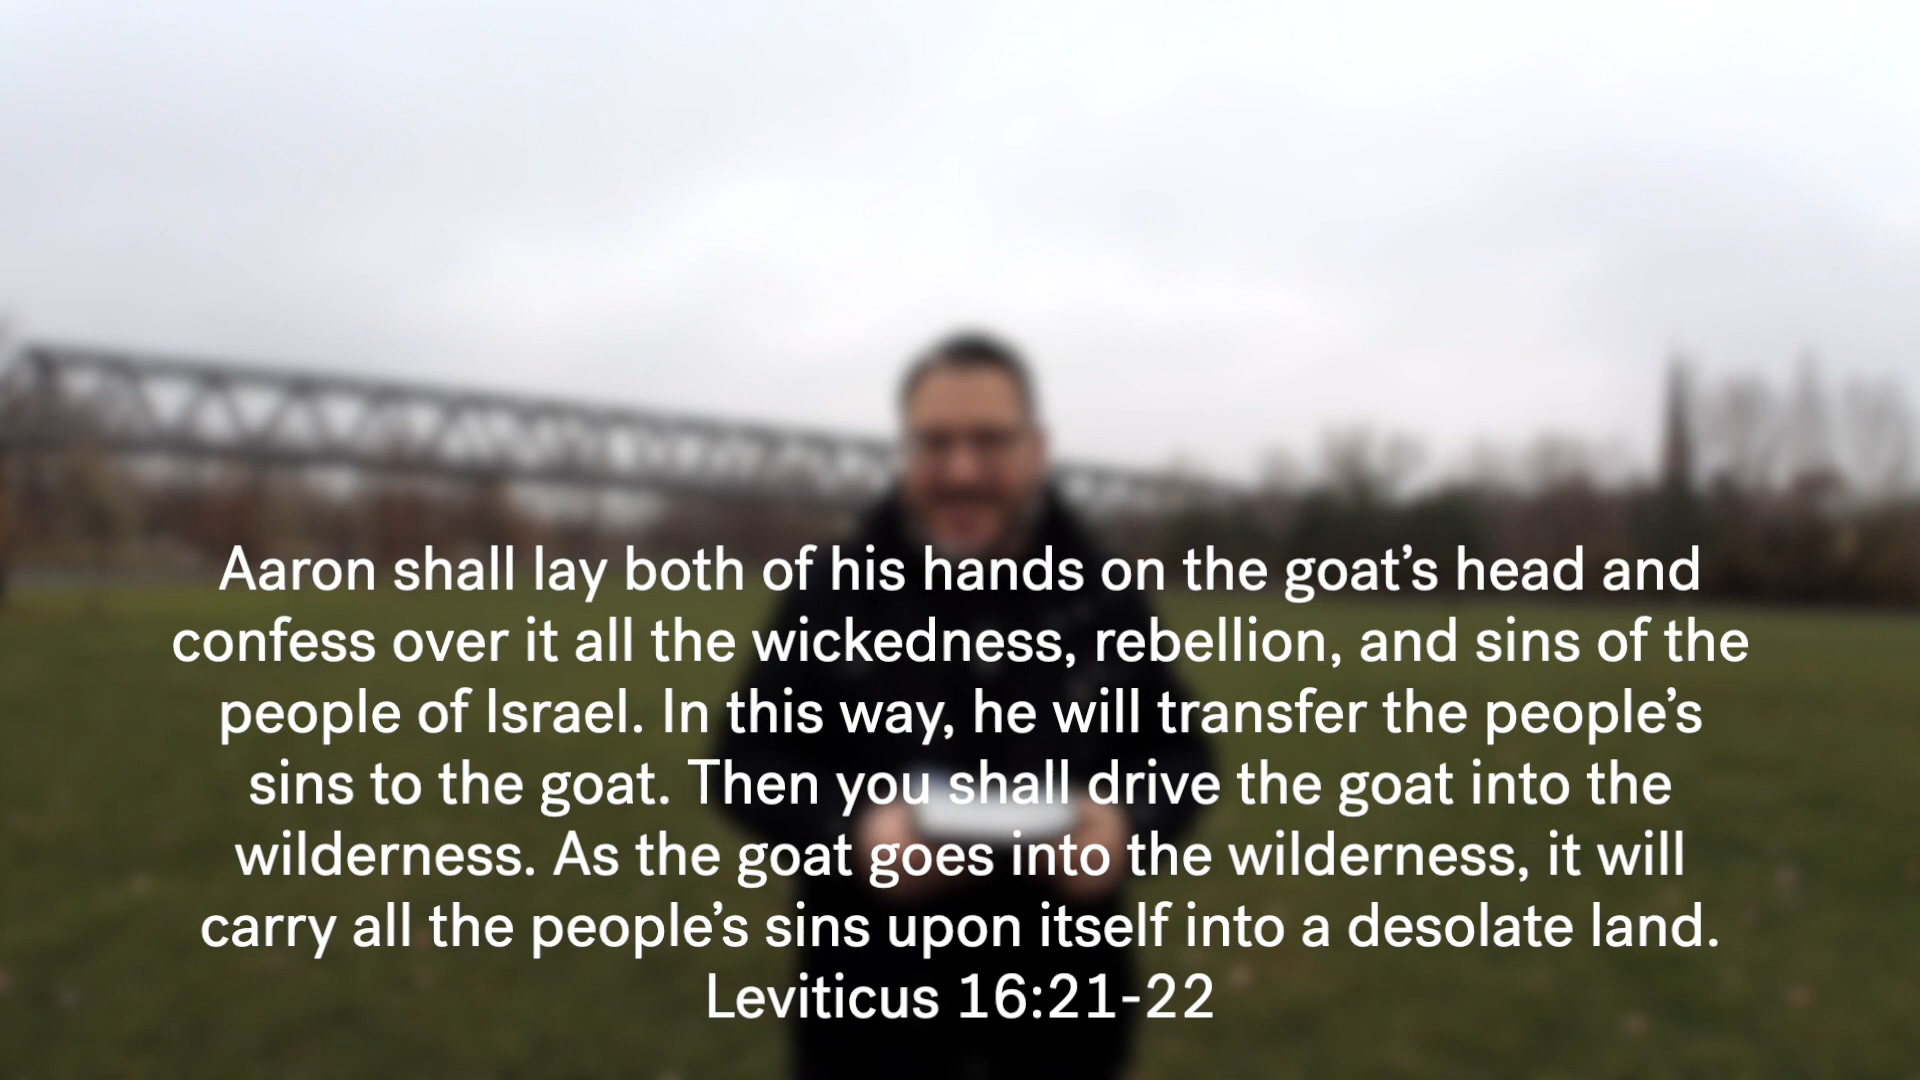 Aaron shall lay both of his hands on the goat’s head and
confess over it all the wickedness, rebellion, and sins of the
people of Israel. In this way, he will transfer the people’s
sins to the goat. Then you shall drive the goat into the
wilderness. As the goat goes into the wilderness, it will
carry all the people’s sins upon itself into a desolate land.
Leviticus 16:21-22